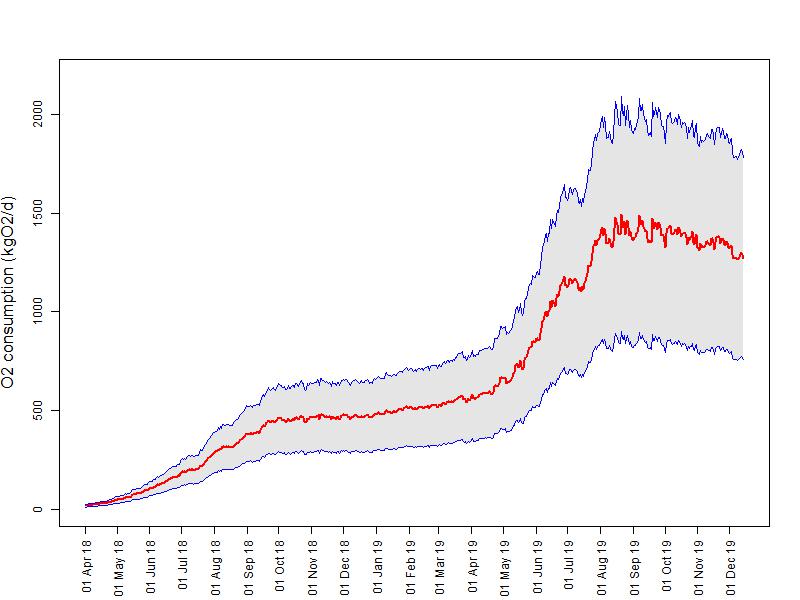 O2 consumption (kgO2/d)
2000
1500
1000
500
0
01 Apr 18
01 May 18
01 Jun 18
01 Jul 18
01 Aug 18
01 Sep 18
01 Oct 18
01 Nov 18
01 Dec 18
01 Jan 19
01 Feb 19
01 Mar 19
01 Apr 19
01 May 19
01 Jun 19
01 Jul 19
01 Aug 19
01 Sep 19
01 Oct 19
01 Nov 19
01 Dec 19